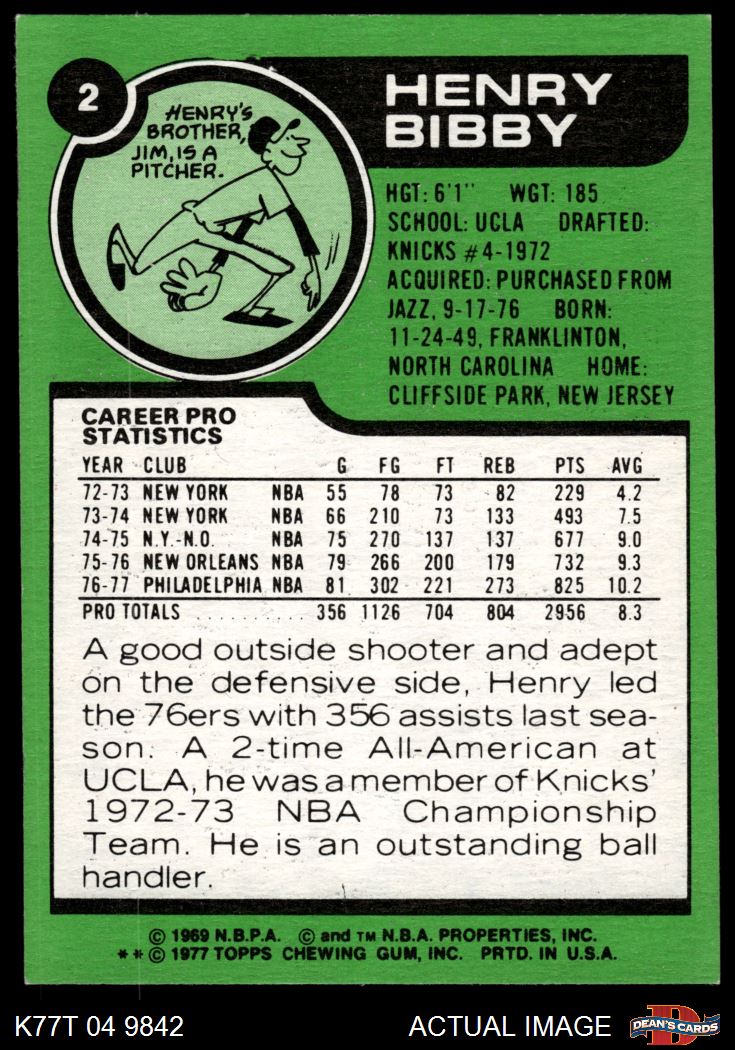 2
HENRY'S
BROTHER,
JIM, IS A
PITCHER.
HENRY
BIBBY
HGT: 6'1" WGT: 185
SCHOOL: UCLA DRAFTED:
KNICKS #4-1972
ACQUIRED: PURCHASED FROM
JAZZ, 9-17-76 BORN:
11-24-49, FRANKLINTON,
NORTH CAROLINA HOME:
CLIFFSIDE PARK, NEW JERSEY
CAREER PRO
STATISTICS
YEAR CLUB G FG FT REB PTS AVG
72-73 NEW YORK NBA 55 78 73 82 229 4.2
73-74 NEW YORK NBA 66 210 73 133 493 7.5
74-75 N.Y.-N.O. NBA 75 270 137 137 677 9.0
75-76 NEW ORLEANS NBA 79 266 200 179 732 9.3
76-77 PHILADELPHIA NBA 81 302 221 273 825 10.2
PRO TOTALS .......... 356 1126 704 804 2956 8.3
A good outside shooter and adept
on the defensive side, Henry led
the 76ers with 356 assists last sea-
son. A 2-time All-American at
UCLA, he was a member of Knicks'
1972-73 NBA Championship
Team. He is an outstanding ball
handler.
© 1969 N.B.P.A. © and TM N.B.A. PROPERTIES, INC.
**© 1977 TOPPS CHEWING GUM, INC. PRTD. IN U.S.A.
K77T 04 9842 ACTUAL IMAGE D DEAN'S CARDS